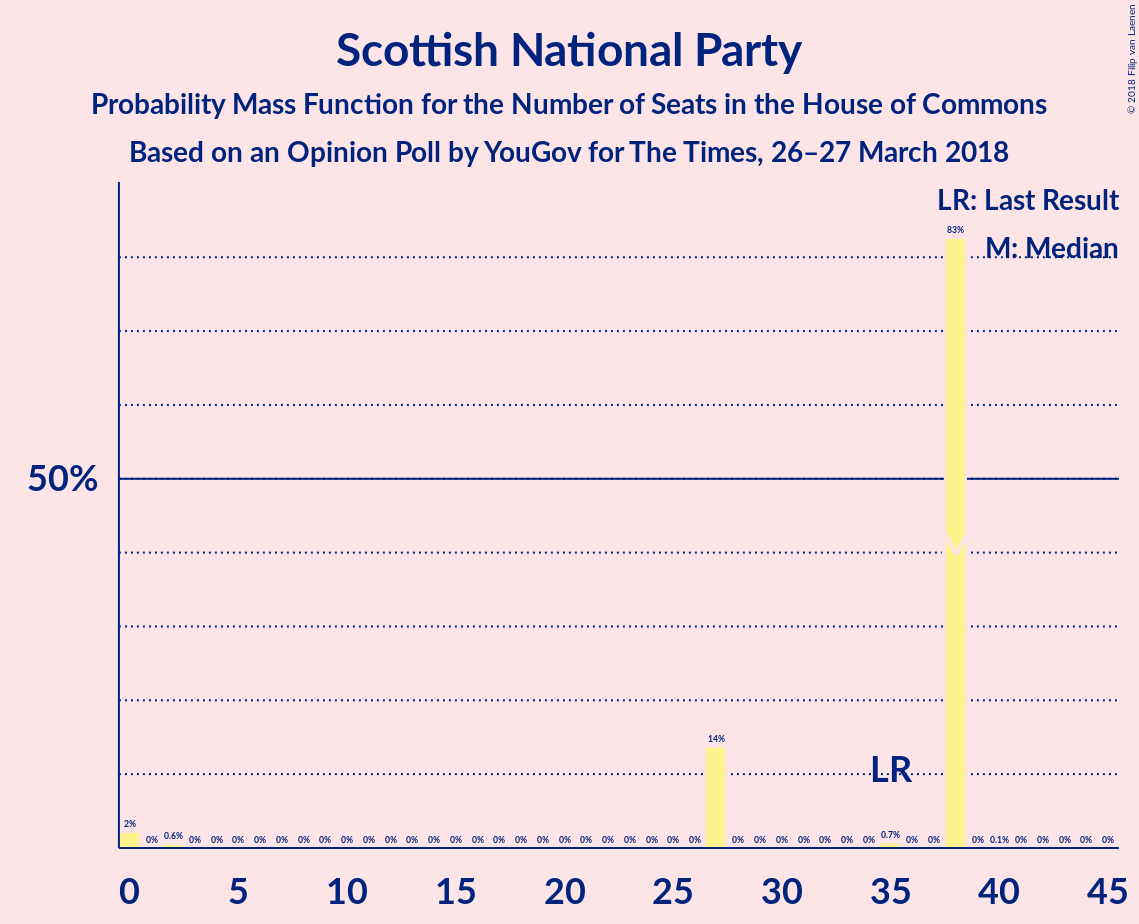 Scottish National Party
Probability Mass Function for the Number of Seats in the House of Commons
Based on an Opinion Poll by YouGov for The Times, 26–27 March 2018
© 2018 Filip van Laenen
LR: Last Result
M: Median
50%
2% 0% 0.6% 0% 0% 0% 0% 0% 0% 0% 0% 0% 0% 0% 0% 0% 0% 0% 0% 0% 0% 0% 0% 0% 0% 0% 0% 14% 0% 0% 0% 0% 0% 0% 0% 0.7% 0% 0% 83% 0% 0.1% 0% 0% 0% 0% 0%
LR
0 5 10 15 20 25 30 35 40 45